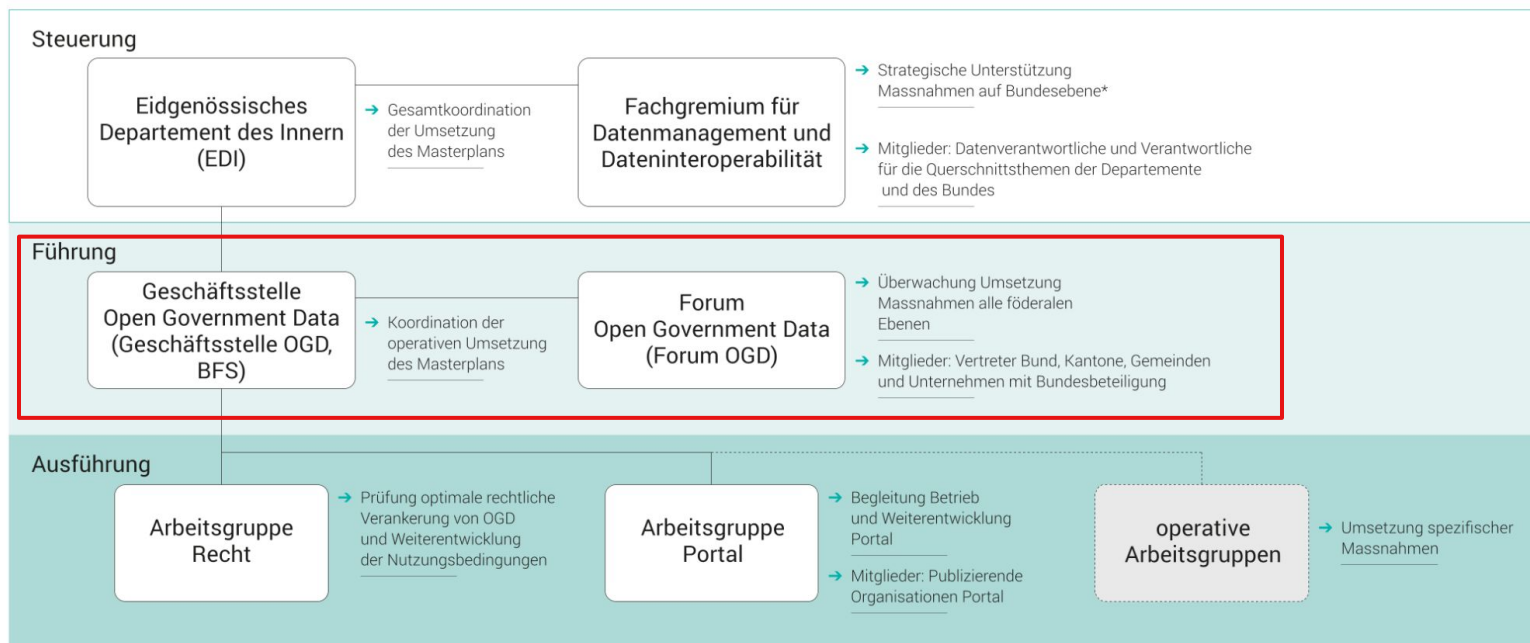 Steuerung
Eidgenössisches
Departement des Innern
(EDI)
→ Gesamtkoordination
der Umsetzung
des Masterplans
Fachgremium für
Datenmanagement und
Dateninteroperabilität
→ Strategische Unterstützung
Massnahmen auf Bundesebene*
→ Mitglieder: Datenverantwortliche und Verantwortliche
für die Querschnittsthemen der Departemente
und des Bundes
Führung
Geschäftsstelle
Open Government Data
(Geschäftsstelle OGD,
BFS)
→ Koordination der
operativen Umsetzung
des Masterplans
Forum
Open Government Data
(Forum OGD)
→ Überwachung Umsetzung
Massnahmen alle föderalen
Ebenen
→ Mitglieder: Vertreter Bund, Kantone, Gemeinden
und Unternehmen mit Bundesbeteiligung
Ausführung
Arbeitsgruppe
Recht
→ Prüfung optimale rechtliche
Verankerung von OGD
und Weiterentwicklung
der Nutzungsbedingungen
Arbeitsgruppe
Portal
→ Begleitung Betrieb
und Weiterentwicklung
Portal
→ Mitglieder: Publizierende
Organisationen Portal
operative
Arbeitsgruppen
→ Umsetzung spezifischer
Massnahmen